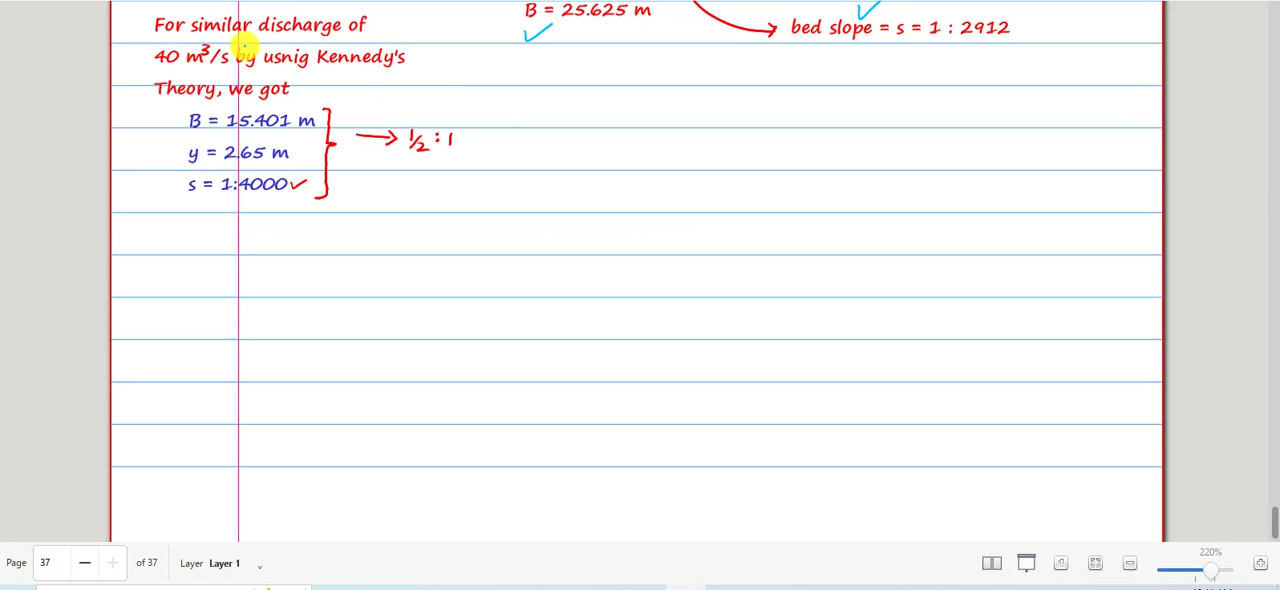 B = 25.625 m
bed slope = s = 1 : 2912
For similar discharge of
40 m³/s by usnig Kennedy's
Theory, we got
B = 15.401 m
y = 2.65 m
s = 1:4000
1/2 : 1
Page 37 of 37 Layer Layer 1 220%